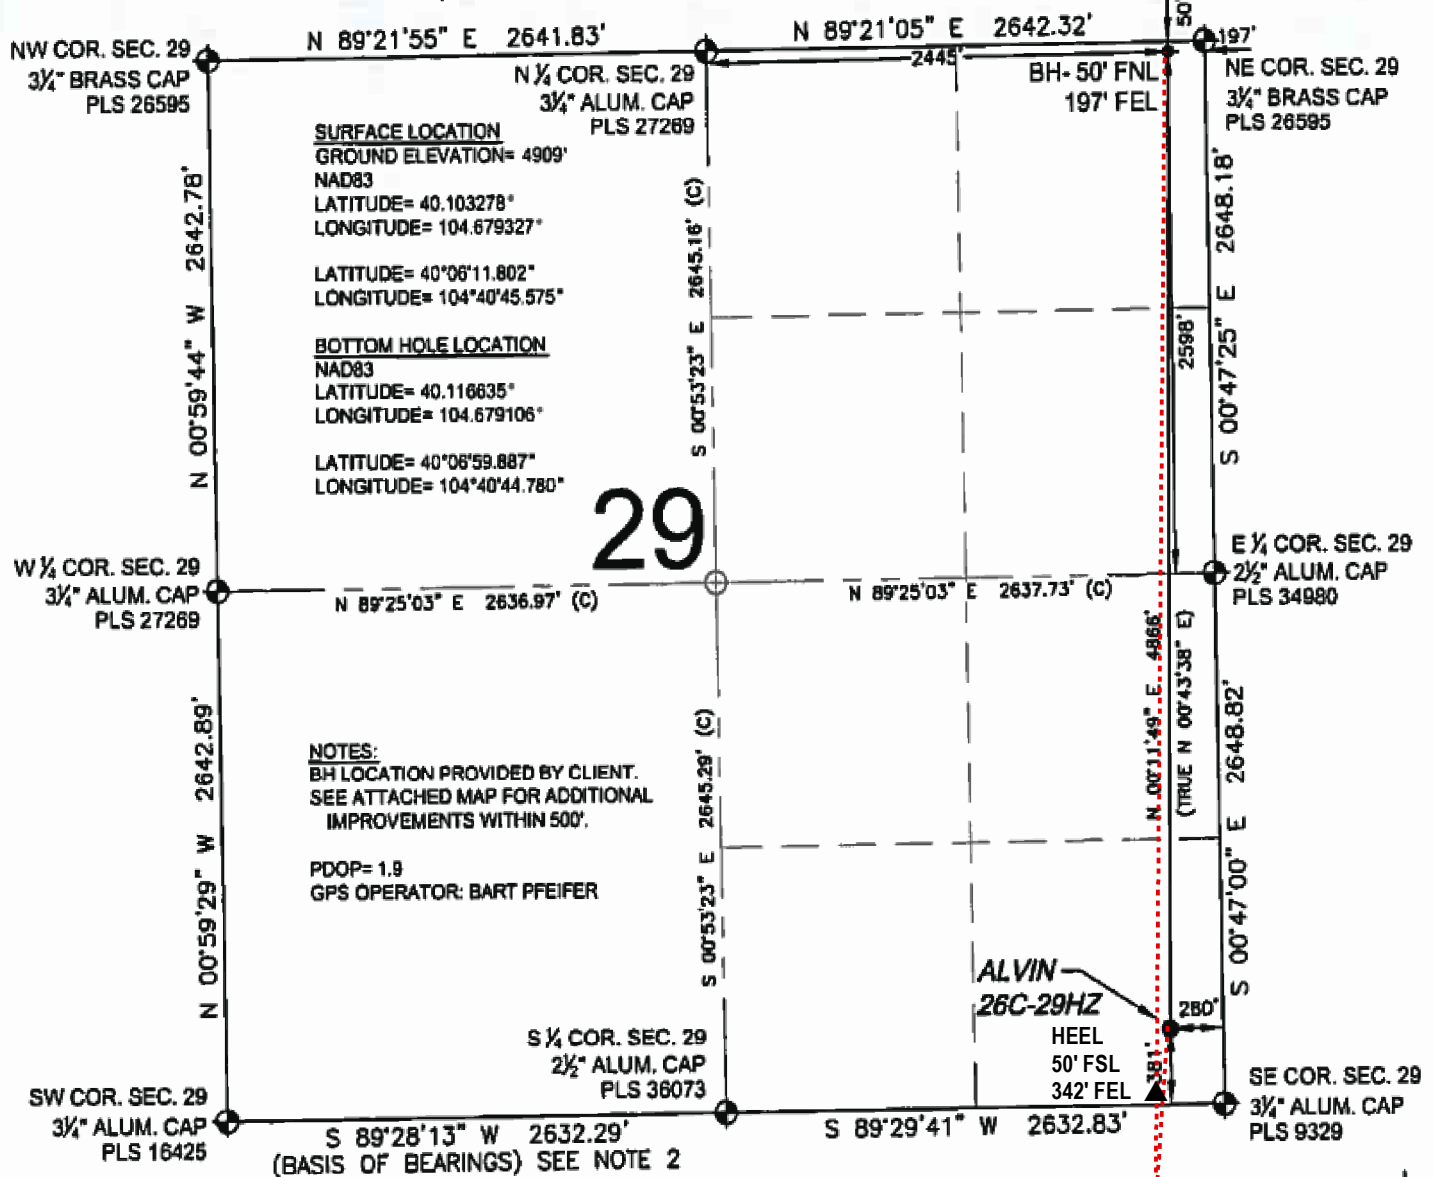 50'
N 89°21'55" E 2641.83'
N 89°21'05" E 2642.32'
197'
2445'
NW COR. SEC. 29
3¼" BRASS CAP
PLS 26595
N ¼ COR. SEC. 29
3¼" ALUM. CAP
PLS 27269
BH- 50' FNL
197' FEL
NE COR. SEC. 29
3¼" BRASS CAP
PLS 26595
SURFACE LOCATION
GROUND ELEVATION= 4909'
NAD83
LATITUDE= 40.103278°
LONGITUDE= 104.679327°
LATITUDE= 40°06'11.802"
LONGITUDE= 104°40'45.575"
BOTTOM HOLE LOCATION
NAD83
LATITUDE= 40.116635°
LONGITUDE= 104.679106°
LATITUDE= 40°06'59.887"
LONGITUDE= 104°40'44.780"
N 00°59'44" W 2642.78'
S 00°53'23" E 2645.16' (C)
2598'
S 00°47'25" E 2648.18'
29
W ¼ COR. SEC. 29
3¼" ALUM. CAP
PLS 27269
N 89°25'03" E 2636.97' (C)
N 89°25'03" E 2637.73' (C)
E ¼ COR. SEC. 29
2½" ALUM. CAP
PLS 34980
N 00°59'29" W 2642.89'
S 00°53'23" E 2645.29' (C)
N 00°11'49" E 4866'
(TRUE N 00°43'38" E)
S 00°47'00" E 2648.82'
NOTES:
BH LOCATION PROVIDED BY CLIENT.
SEE ATTACHED MAP FOR ADDITIONAL
IMPROVEMENTS WITHIN 500'.
PDOP= 1.9
GPS OPERATOR: BART PFEIFER
ALVIN
26C-29HZ
HEEL
50' FSL
342' FEL
280'
381'
S ¼ COR. SEC. 29
2½" ALUM. CAP
PLS 36073
SW COR. SEC. 29
3¼" ALUM. CAP
PLS 16425
SE COR. SEC. 29
3¼" ALUM. CAP
PLS 9329
S 89°28'13" W 2632.29'
(BASIS OF BEARINGS) SEE NOTE 2
S 89°29'41" W 2632.83'